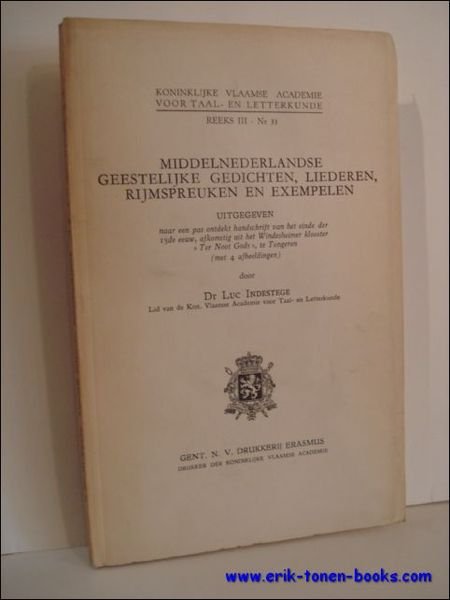 KONINKLIJKE VLAAMSE ACADEMIE
VOOR TAAL- EN LETTERKUNDE
REEKS III - Nr 33
MIDDELNEDERLANDSE
GEESTELIJKE GEDICHTEN, LIEDEREN,
RIJMSPREUKEN EN EXEMPELEN
UITGEGEVEN
naar een pas ontdekt handschrift van het einde der
15de eeuw, afkomstig uit het Windesheimer klooster
« Ter Noot Gods », te Tongeren
(met 4 afbeeldingen)
door
Dr LUC INDESTEGE
Lid van de Kon. Vlaamse Academie voor Taal- en Letterkunde
GENT. N. V. DRUKKERIJ ERASMUS
DRUKKER DER KONINKLIJKE VLAAMSE ACADEMIE
www.erik-tonen-books.com